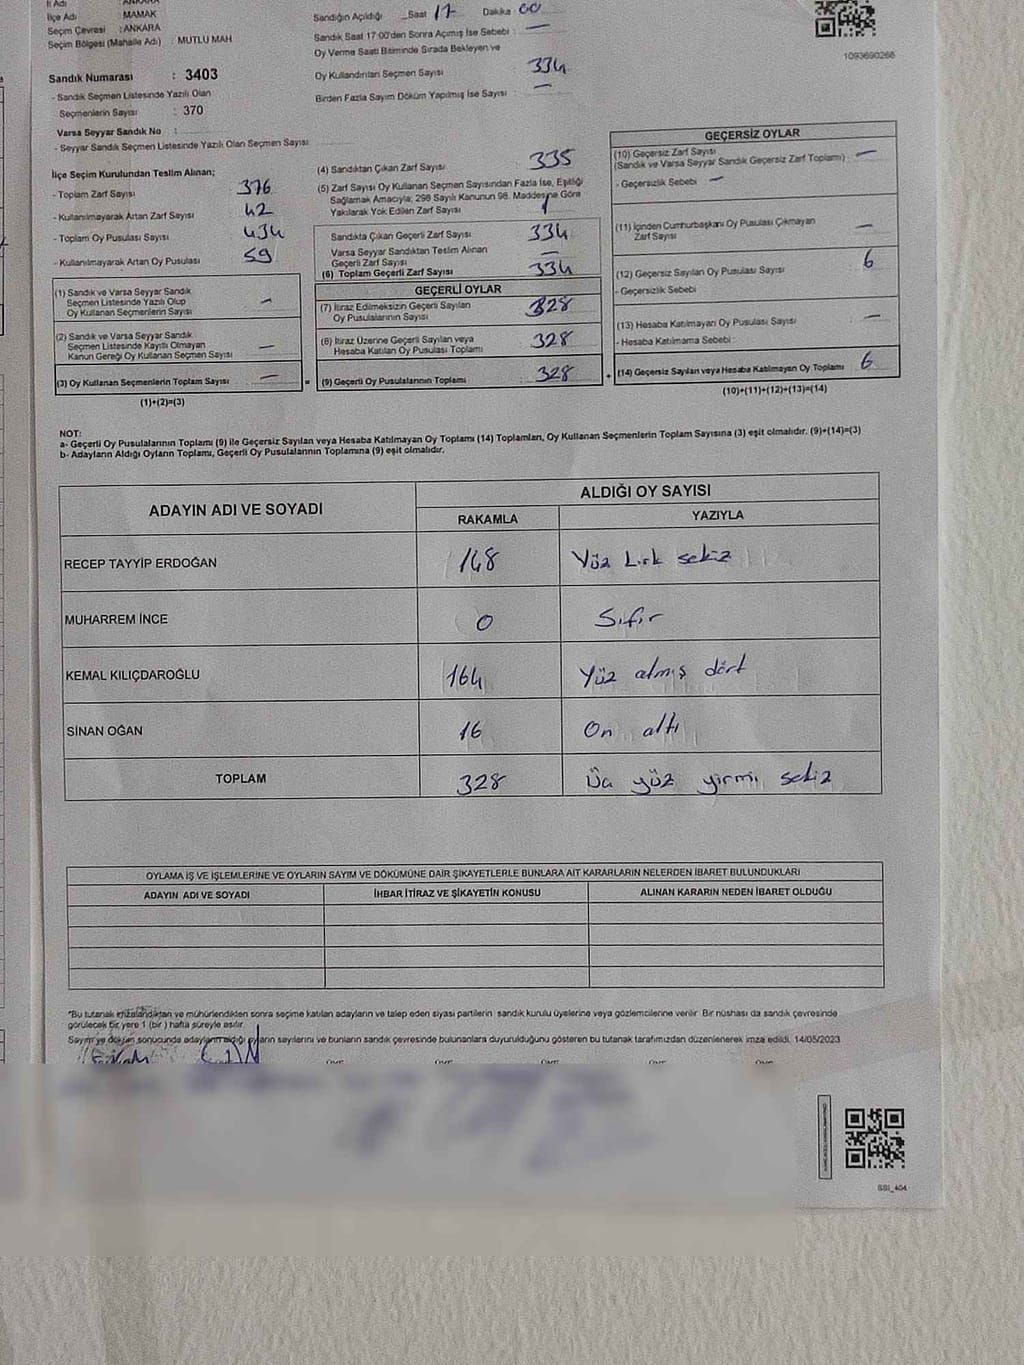 İl Adı : ANKARA
İlçe Adı : MAMAK
Seçim Çevresi : ANKARA
Seçim Bölgesi (Mahalle Adı) : MUTLU MAH
Sandık Numarası : 3403
- Sandık Seçmen Listesinde Yazılı Olan
Seçmenlerin Sayısı : 370
Varsa Seyyar Sandık No :
- Seyyar Sandık Seçmen Listesinde Yazılı Olan Seçmen Sayısı
İlçe Seçim Kurulundan Teslim Alınan;
- Toplam Zarf Sayısı 376
- Kullanılmayarak Artan Zarf Sayısı 42
- Toplam Oy Pusulası Sayısı 434
- Kullanılmayarak Artan Oy Pusulası 59
(1) Sandık ve Varsa Seyyar Sandık
Seçmen Listesinde Yazılı Olup
Oy Kullanan Seçmenlerin Sayısı —
(2) Sandık ve Varsa Seyyar Sandık
Seçmen Listesinde Kayıtlı Olmayan
Kanun Gereği Oy Kullanan Seçmen Sayısı —
(3) Oy Kullanan Seçmenlerin Toplam Sayısı —
(1)+(2)=(3)
=
Sandığın Açıldığı Saat 17 Dakika : 00
Sandık Saat 17:00'den Sonra Açımış İse Sebebi : —
Oy Verme Saati Bitiminde Sırada Bekleyen ve
Oy Kullandırılan Seçmen Sayısı 334
Birden Fazla Sayım Döküm Yapılmış İse Sayısı : —
(4) Sandıktan Çıkan Zarf Sayısı 335
(5) Zarf Sayısı Oy Kullanan Seçmen Sayısından Fazla İse, Eşitliği
Sağlamak Amacıyla; 298 Sayılı Kanunun 98. Maddesine Göre
Yakılarak Yok Edilen Zarf Sayısı 1
Sandıkta Çıkan Geçerli Zarf Sayısı 334
Varsa Seyyar Sandıktan Teslim Alınan
Geçerli Zarf Sayısı —
(6) Toplam Geçerli Zarf Sayısı 334
GEÇERLİ OYLAR
(7) İtiraz Edilmeksizin Geçerli Sayılan
Oy Pusulalarının Sayısı 328
(8) İtiraz Üzerine Geçerli Sayılan veya
Hesaba Katılan Oy Pusulası Toplamı 328
(9) Geçerli Oy Pusulalarının Toplamı 328
+
1093690266
GEÇERSİZ OYLAR
(10) Geçersiz Zarf Sayısı
(Sandık ve Varsa Seyyar Sandık Geçersiz Zarf Toplamı) —
- Geçersizlik Sebebi —
(11) İçinden Cumhurbaşkanı Oy Pusulası Çıkmayan
Zarf Sayısı —
(12) Geçersiz Sayılan Oy Pusulası Sayısı 6
- Geçersizlik Sebebi
(13) Hesaba Katılmayan Oy Pusulası Sayısı —
- Hesaba Katılmama Sebebi
(14) Geçersiz Sayılan veya Hesaba Katılmayan Oy Toplamı 6
(10)+(11)+(12)+(13)=(14)
NOT:
a- Geçerli Oy Pusulalarının Toplamı (9) ile Geçersiz Sayılan veya Hesaba Katılmayan Oy Toplamı (14) Toplamları, Oy Kullanan Seçmenlerin Toplam Sayısına (3) eşit olmalıdır. (9)+(14)=(3)
b- Adayların Aldığı Oyların Toplamı, Geçerli Oy Pusulalarının Toplamına (9) eşit olmalıdır.
ADAYIN ADI VE SOYADI
ALDIĞI OY SAYISI
RAKAMLA YAZIYLA
RECEP TAYYİP ERDOĞAN 148 Yüz kırk sekiz
MUHARREM İNCE 0 Sıfır
KEMAL KILIÇDAROĞLU 164 Yüz atmış dört
SİNAN OĞAN 16 On altı
TOPLAM 328 Üç yüz yirmi sekiz
OYLAMA İŞ VE İŞLEMLERİNE VE OYLARIN SAYIM VE DÖKÜMÜNE DAİR ŞİKAYETLERLE BUNLARA AİT KARARLARIN NELERDEN İBARET BULUNDUKLARI
ADAYIN ADI VE SOYADI İHBAR İTİRAZ VE ŞİKAYETİN KONUSU ALINAN KARARIN NEDEN İBARET OLDUĞU
"Bu tutanak imzalandıktan ve mühürlendikten sonra seçime katılan adayların ve talep eden siyasi partilerin sandık kurulu üyelerine veya gözlemcilerine verilir. Bir nüshası da sandık çevresinde
görülecek bir yere 1 (bir) hafta süreyle asılır.
Sayım ve döküm sonucunda adayların aldığı oyların sayılarını ve bunların sandık çevresinde bulunanlara duyurulduğunu gösteren bu tutanak tarafımızdan düzenlenerek imza edildi. 14/05/2023
SSİ_404